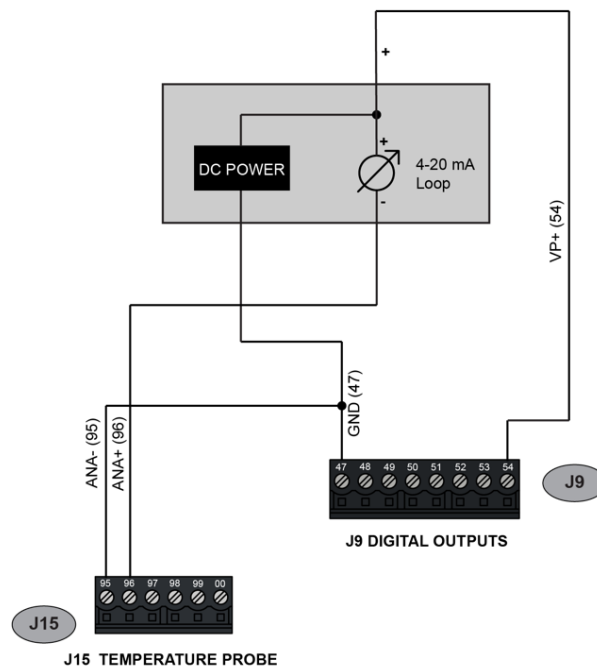 +
DC POWER
+
4-20 mA
Loop
-
VP+ (54)
ANA- (95)
ANA+ (96)
GND (47)
47 48 49 50 51 52 53 54
J9
J9 DIGITAL OUTPUTS
95 96 97 98 99 00
J15
J15 TEMPERATURE PROBE